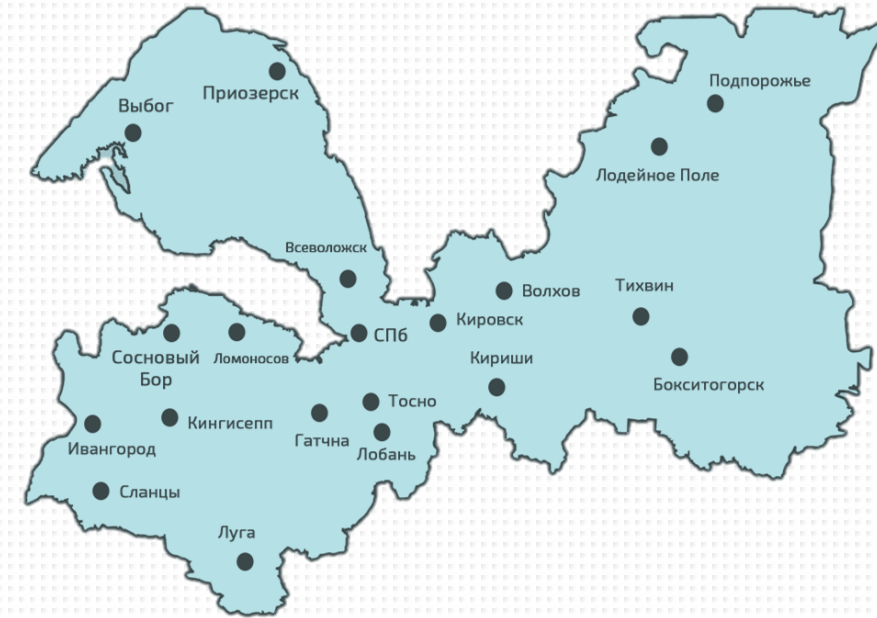 Подпорожье
Приозерск
Выбог
Лодейное Поле
Всеволожск
Тихвин
Волхов
Кировск
СПб
Сосновый
Бор
Ломоносов
Кириши
Бокситогорск
Тосно
Кингисепп
Гатчна
Ивангород
Лобань
Сланцы
Луга